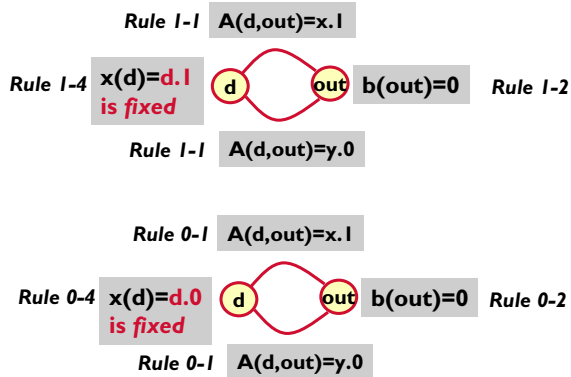 Rule 1-1 A(d,out)=x.1
Rule 1-4 x(d)=d.1 d out b(out)=0 Rule 1-2
is fixed
Rule 1-1 A(d,out)=y.0
Rule 0-1 A(d,out)=x.1
Rule 0-4 x(d)=d.0 d out b(out)=0 Rule 0-2
is fixed
Rule 0-1 A(d,out)=y.0